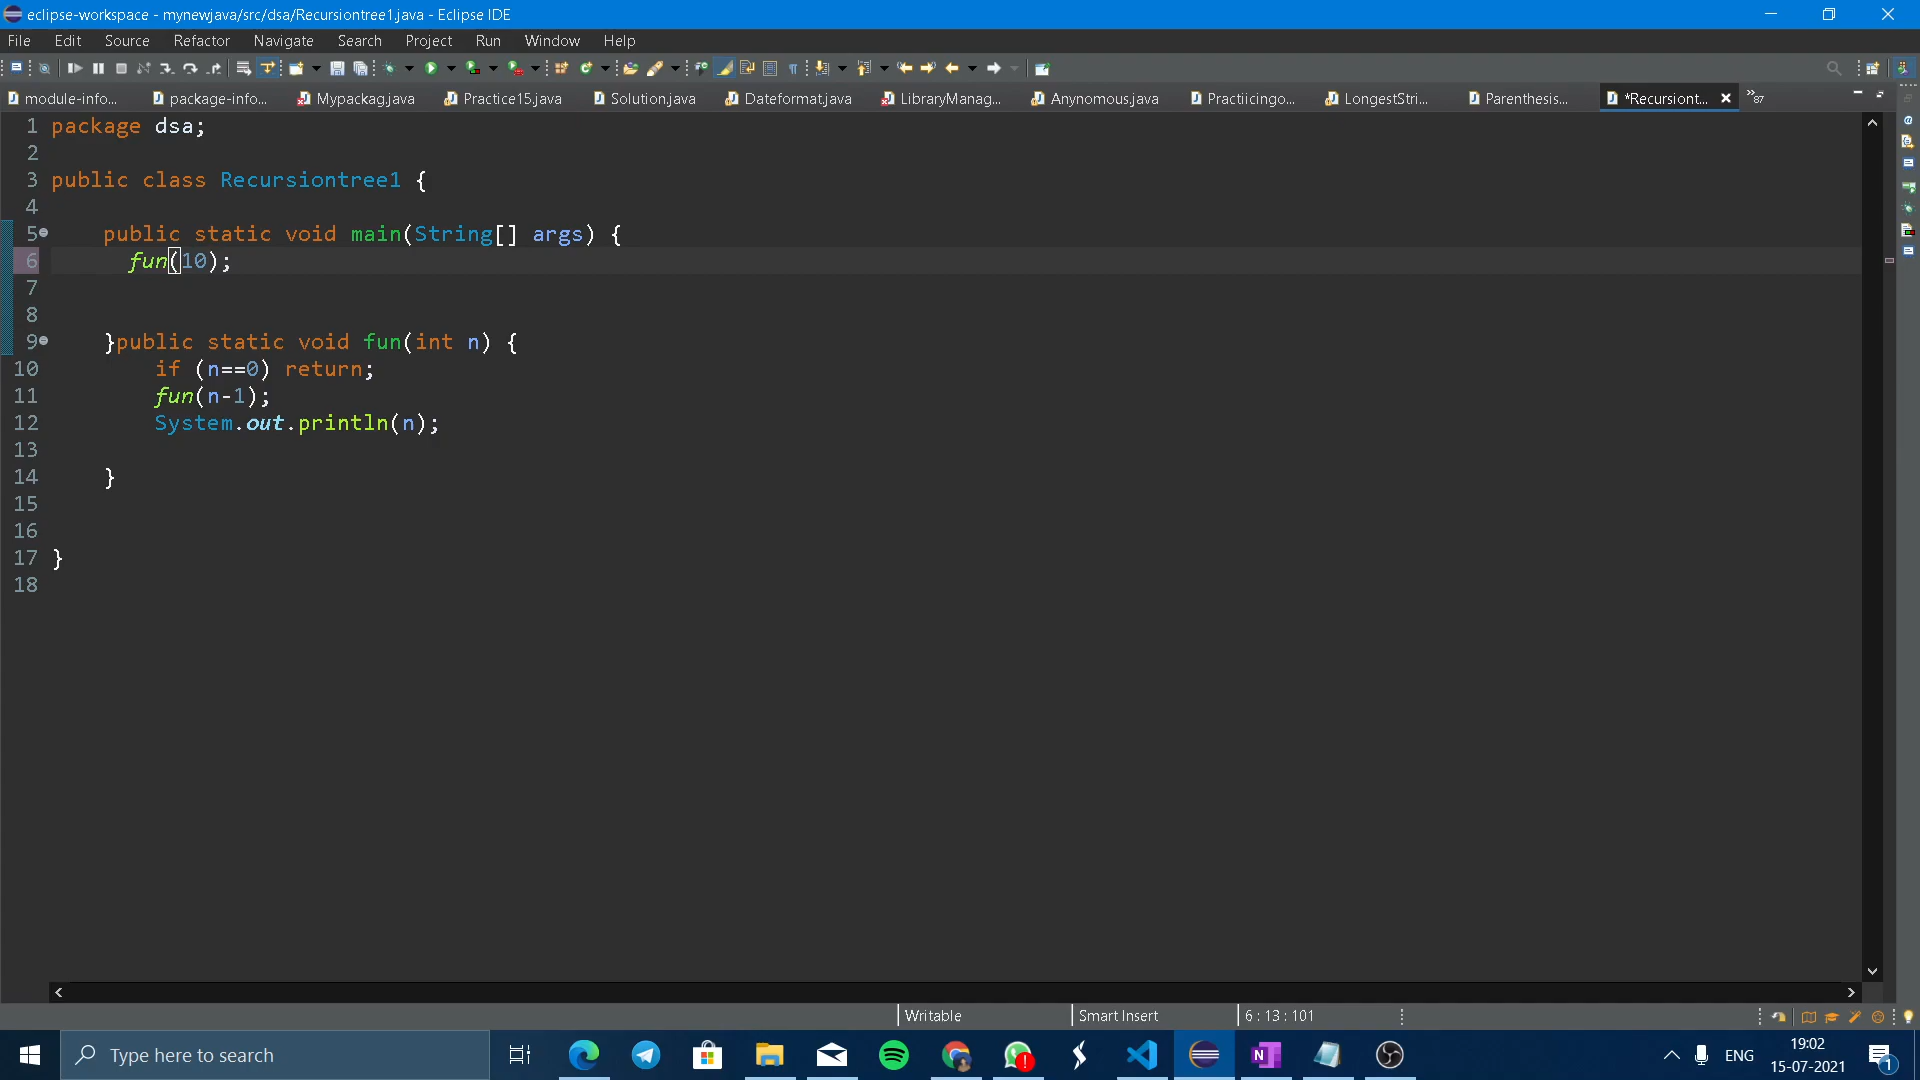 eclipse-workspace - mynewjava/src/dsa/Recursiontree1.java - Eclipse IDE
File Edit Source Refactor Navigate Search Project Run Window Help
module-info... package-info... Mypackag.java Practice15.java Solution.java Dateformat.java LibraryManag... Anynomous.java Practiicingo... LongestStri... Parenthesis... *Recursiont... 87
1 package dsa;
2
3 public class Recursiontree1 {
4
5 public static void main(String[] args) {
6 fun(10);
7
8
9 }public static void fun(int n) {
10 if (n==0) return;
11 fun(n-1);
12 System.out.println(n);
13
14 }
15
16
17 }
18
Writable Smart Insert 6 : 13 : 101
Type here to search ENG 19:02
15-07-2021 1